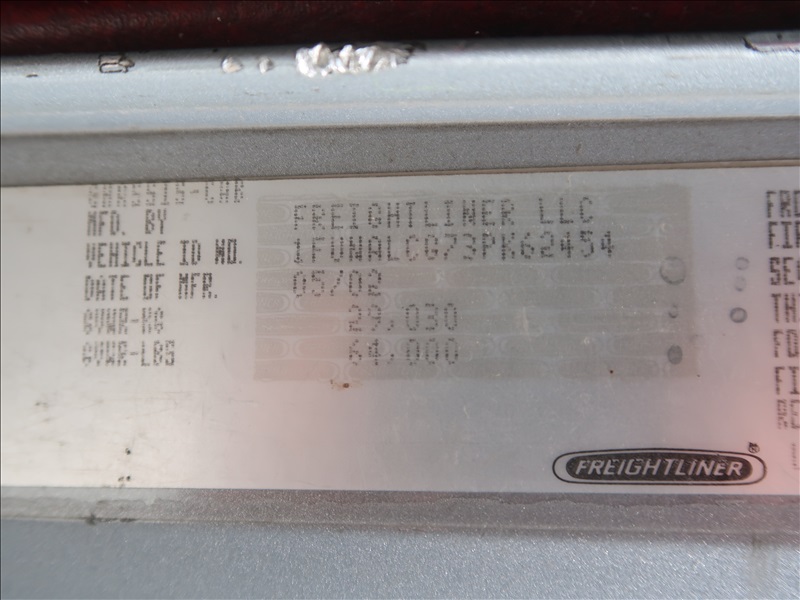 CHASSIS-CAB
MFD. BY FREIGHTLINER LLC
VEHICLE ID NO. 1FVNALCG73PK62454
DATE OF MFR. 05/02
GVWR-KG 29,030
GVWR-LBS 64,000
FREIGHTLINER